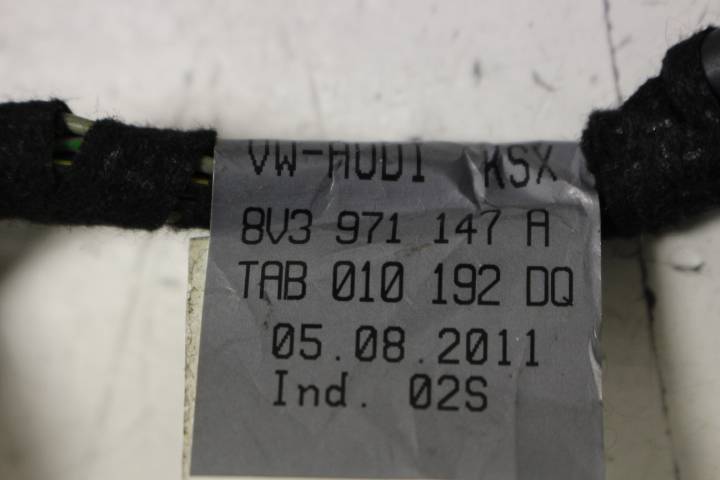 VW-AUDI KSX
8V3 971 147 A
TAB 010 192 DQ
05.08.2011
Ind. 02S